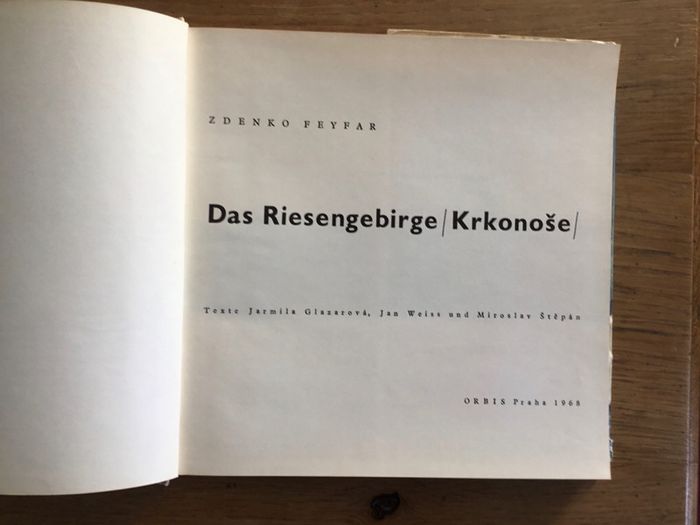 ZDENKO FEYFAR
Das Riesengebirge/Krkonoše/
Texte Jarmila Glazarová, Jan Weiss und Miroslav Štěpán
ORBIS Praha 1968